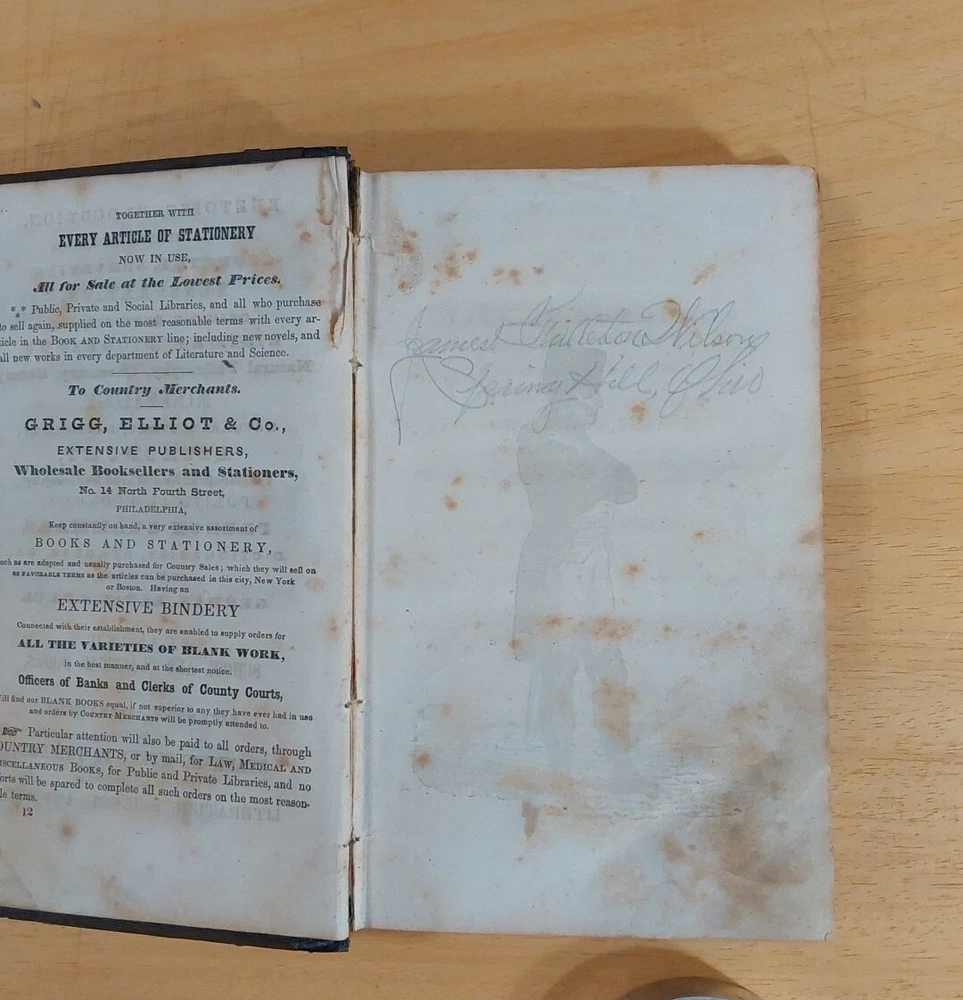 TOGETHER WITH
EVERY ARTICLE OF STATIONERY
NOW IN USE,
All for Sale at the Lowest Prices.
*** Public, Private and Social Libraries, and all who purchase
to sell again, supplied on the most reasonable terms with every ar-
ticle in the BOOK AND STATIONERY line; including new novels, and
all new works in every department of Literature and Science.
To Country Merchants.
GRIGG, ELLIOT & Co.,
EXTENSIVE PUBLISHERS,
Wholesale Booksellers and Stationers,
No. 14 North Fourth Street,
PHILADELPHIA,
Keep constantly on hand, a very extensive assortment of
BOOKS AND STATIONERY,
uch as are adapted and usually purchased for Country Sales; which they will sell on
as FAVORABLE TERMS as the articles can be purchased in this city, New York
or Boston. Having an
EXTENSIVE BINDERY
Connected with their establishment, they are enabled to supply orders for
ALL THE VARIETIES OF BLANK WORK,
in the best manner, and at the shortest notice.
Officers of Banks and Clerks of County Courts,
ill find our BLANK BOOKS equal, if not superior to any they have ever had in use
and orders by COUNTRY MERCHANTS will be promptly attended to.
☞ Particular attention will also be paid to all orders, through
OUNTRY MERCHANTS, or by mail, for LAW, MEDICAL AND
ISCELLANEOUS BOOKS, for Public and Private Libraries, and no
orts will be spared to complete all such orders on the most reason-
le terms.
12
James Wilson
Spring Hill, Ohio